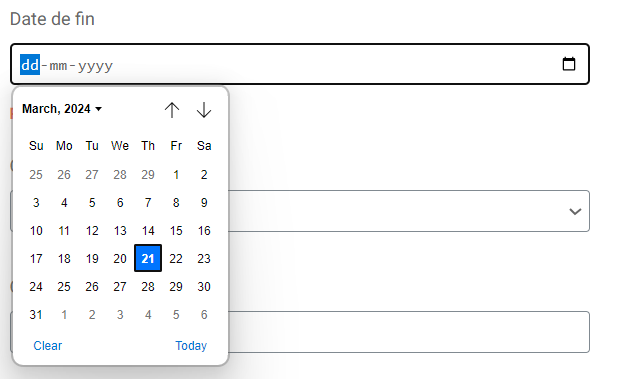 Date de fin
dd-mm-yyyy
March, 2024
Su Mo Tu We Th Fr Sa
25 26 27 28 29 1 2
3 4 5 6 7 8 9
10 11 12 13 14 15 16
17 18 19 20 21 22 23
24 25 26 27 28 29 30
31 1 2 3 4 5 6
Clear Today